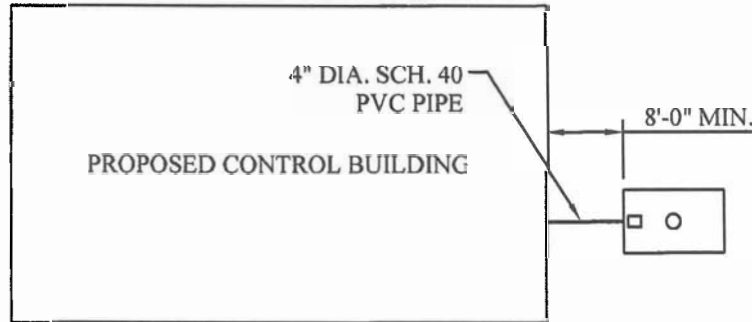 4" DIA. SCH. 40
PVC PIPE
8'-0" MIN.
PROPOSED CONTROL BUILDING